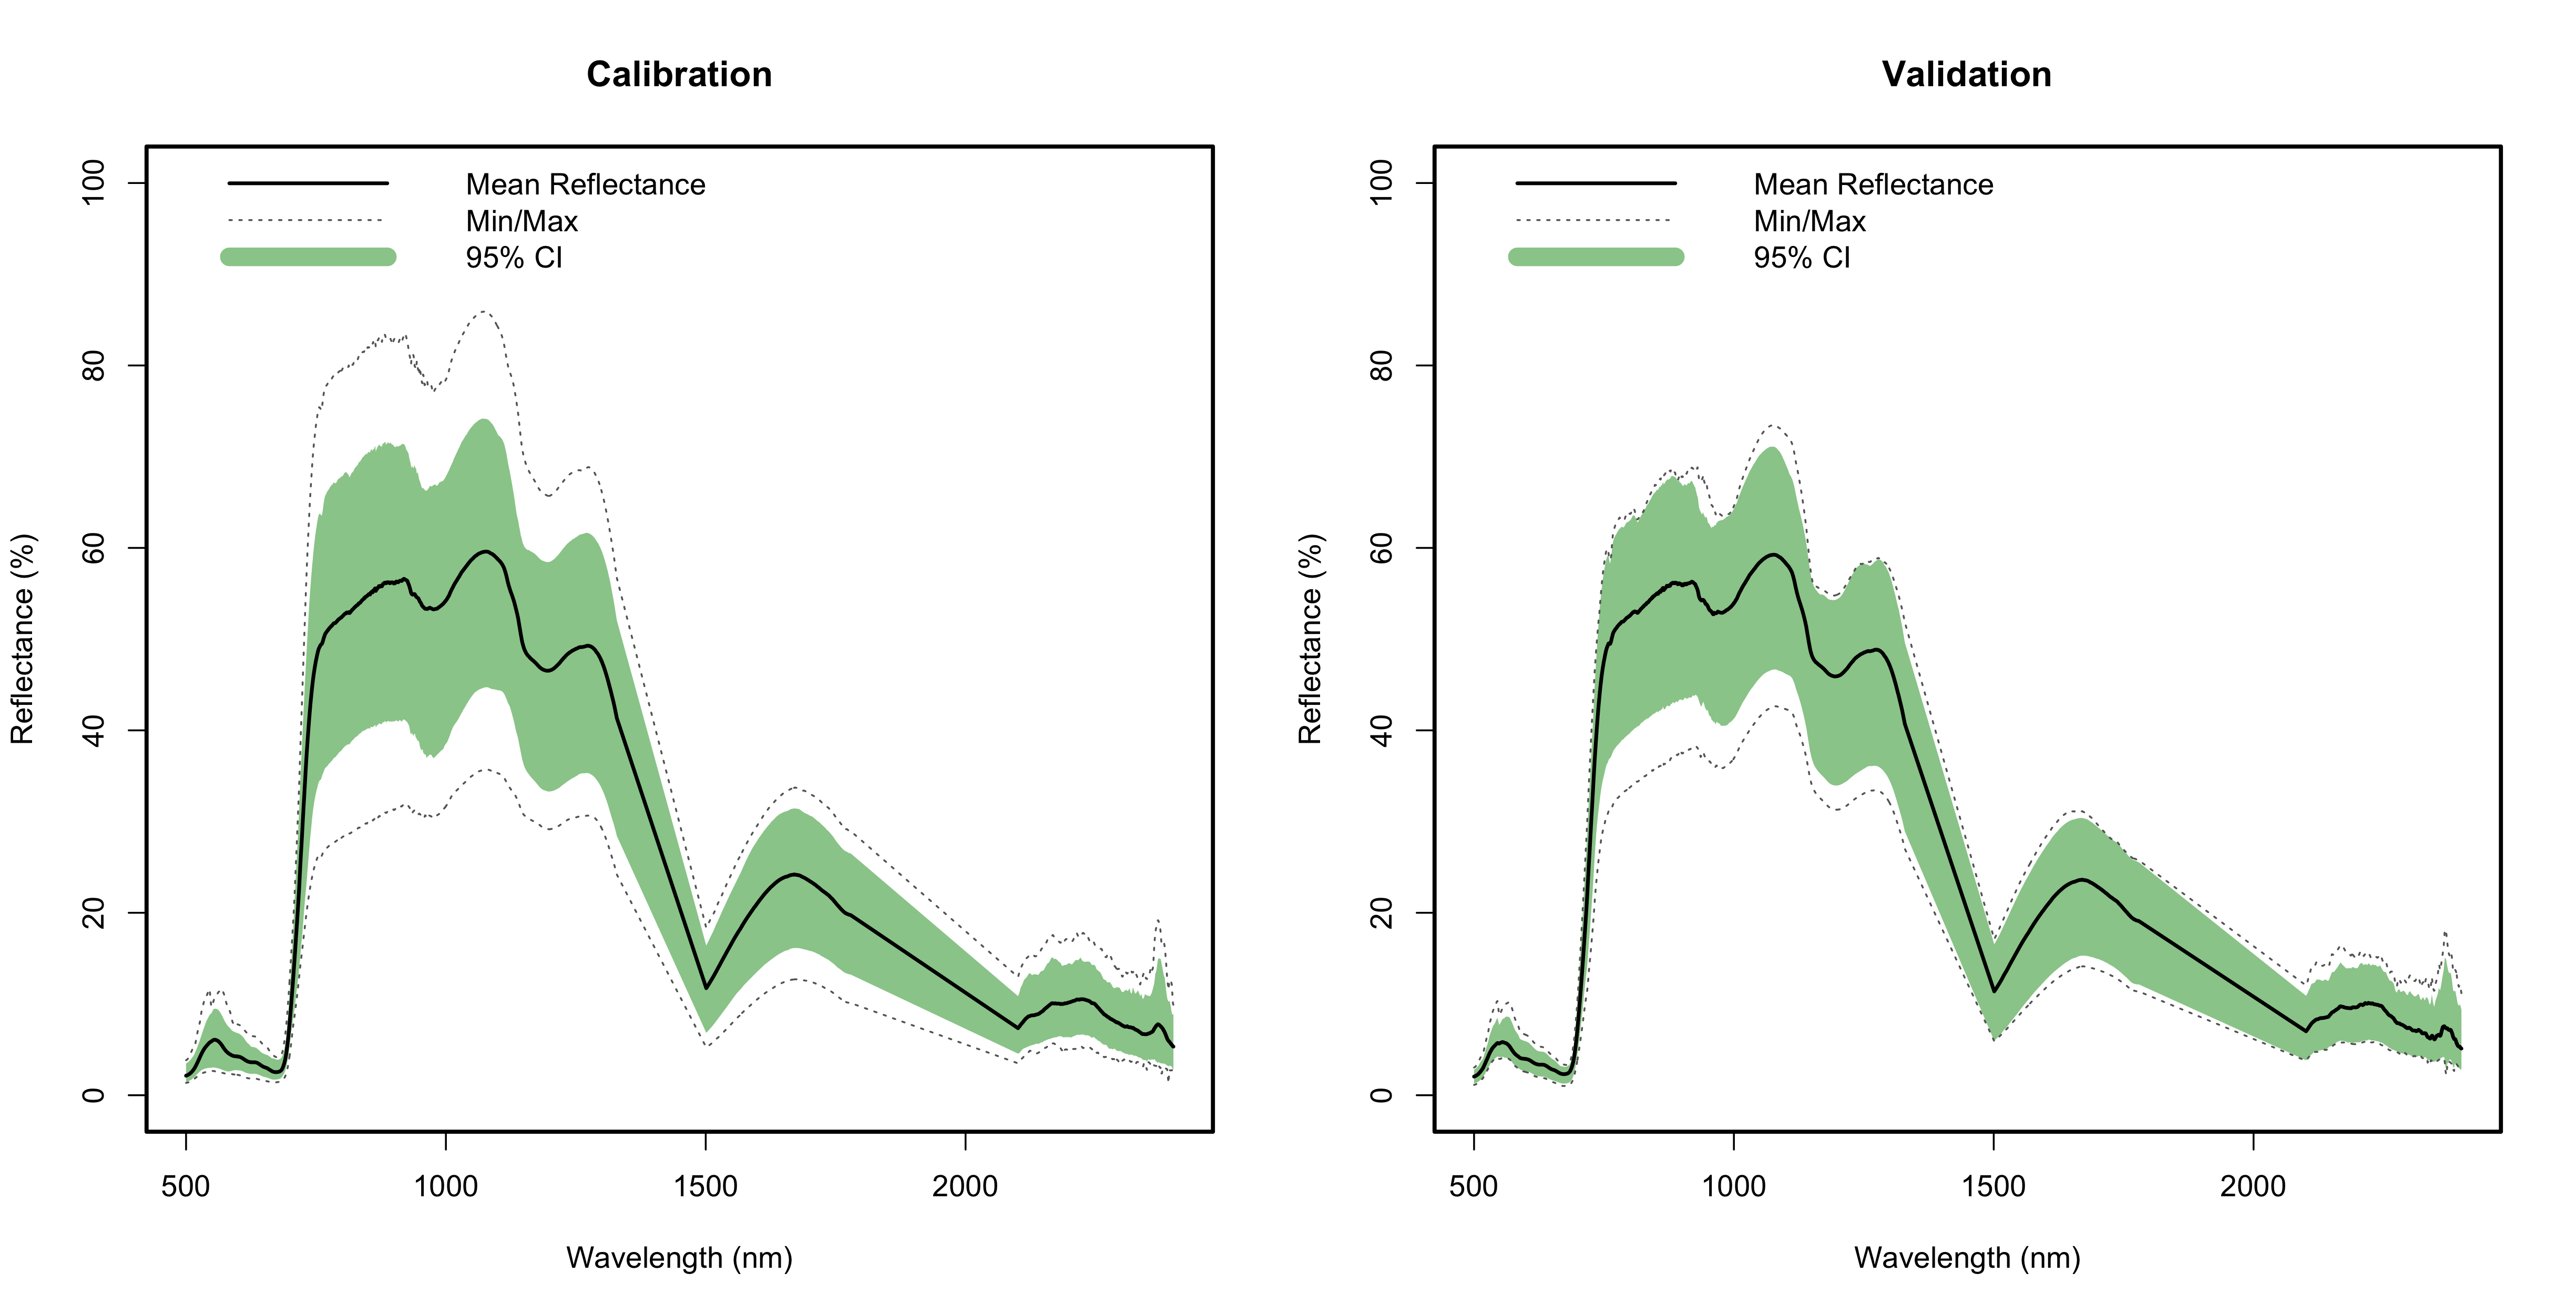 Calibration
Mean Reflectance
Min/Max
95% CI
100
80
60
40
20
0
Reflectance (%)
500 1000 1500 2000
Wavelength (nm)
Validation
Mean Reflectance
Min/Max
95% CI
100
80
60
40
20
0
Reflectance (%)
500 1000 1500 2000
Wavelength (nm)